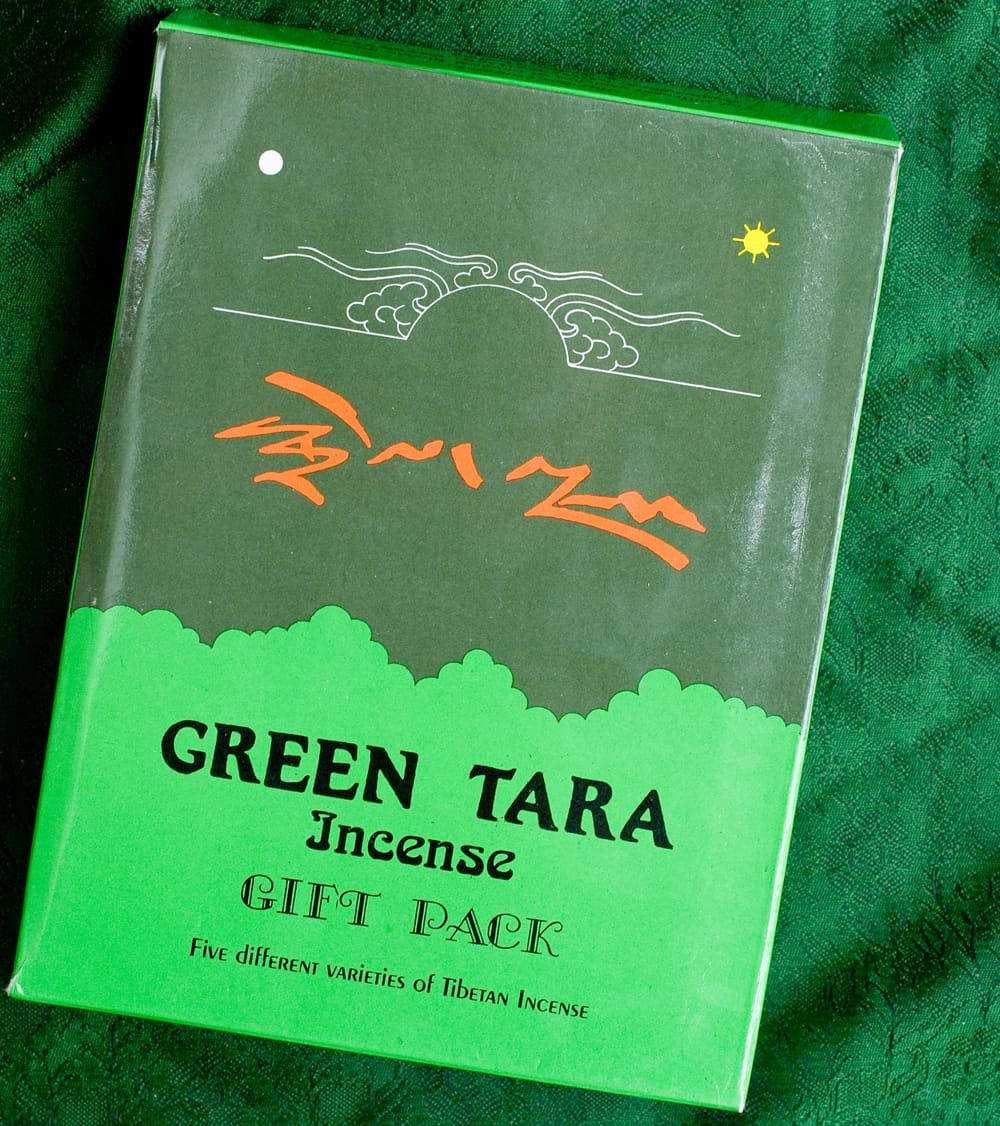 GREEN TARA
Incense
GIFT PACK
Five different varieties of Tibetan Incense